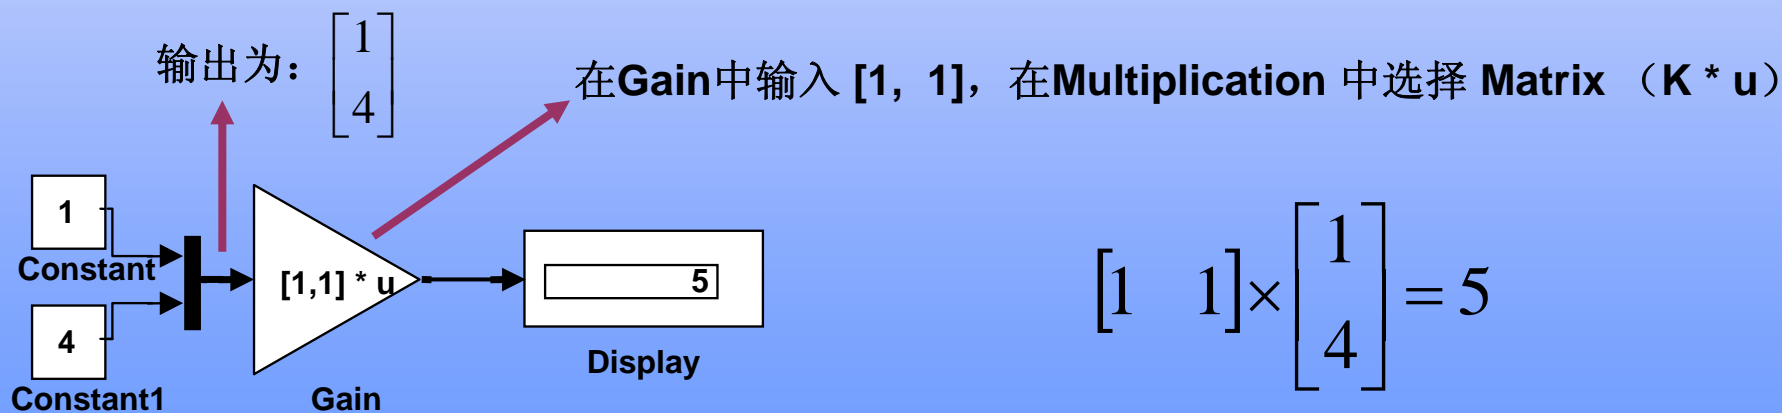 输出为：[1 4]
在Gain中输入 [1, 1]，在Multiplication 中选择 Matrix （K * u）
1
Constant
4
Constant1
[1,1] * u
Gain
5
Display
[1 1]×[1 4] = 5